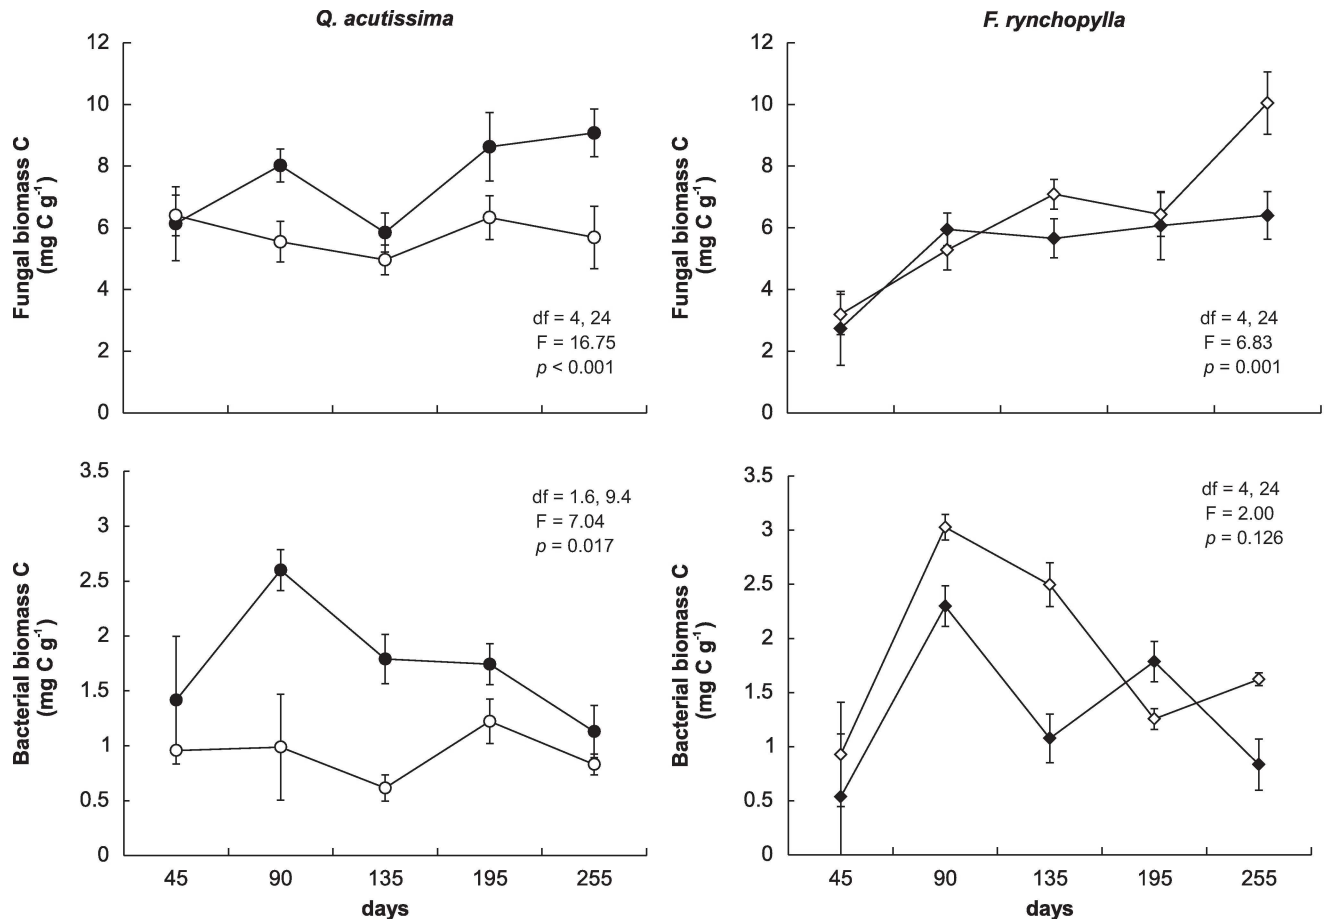 Q. acutissima
12
10
8
6
4
2
0
Fungal biomass C
(mg C g-1)
df = 4, 24
F = 16.75
p < 0.001
F. rynchopylla
12
10
8
6
4
2
0
Fungal biomass C
(mg C g-1)
df = 4, 24
F = 6.83
p = 0.001
3.5
3
2.5
2
1.5
1
0.5
0
Bacterial biomass C
(mg C g-1)
df = 1.6, 9.4
F = 7.04
p = 0.017
45 90 135 195 255
days
3.5
3
2.5
2
1.5
1
0.5
0
Bacterial biomass C
(mg C g-1)
df = 4, 24
F = 2.00
p = 0.126
45 90 135 195 255
days